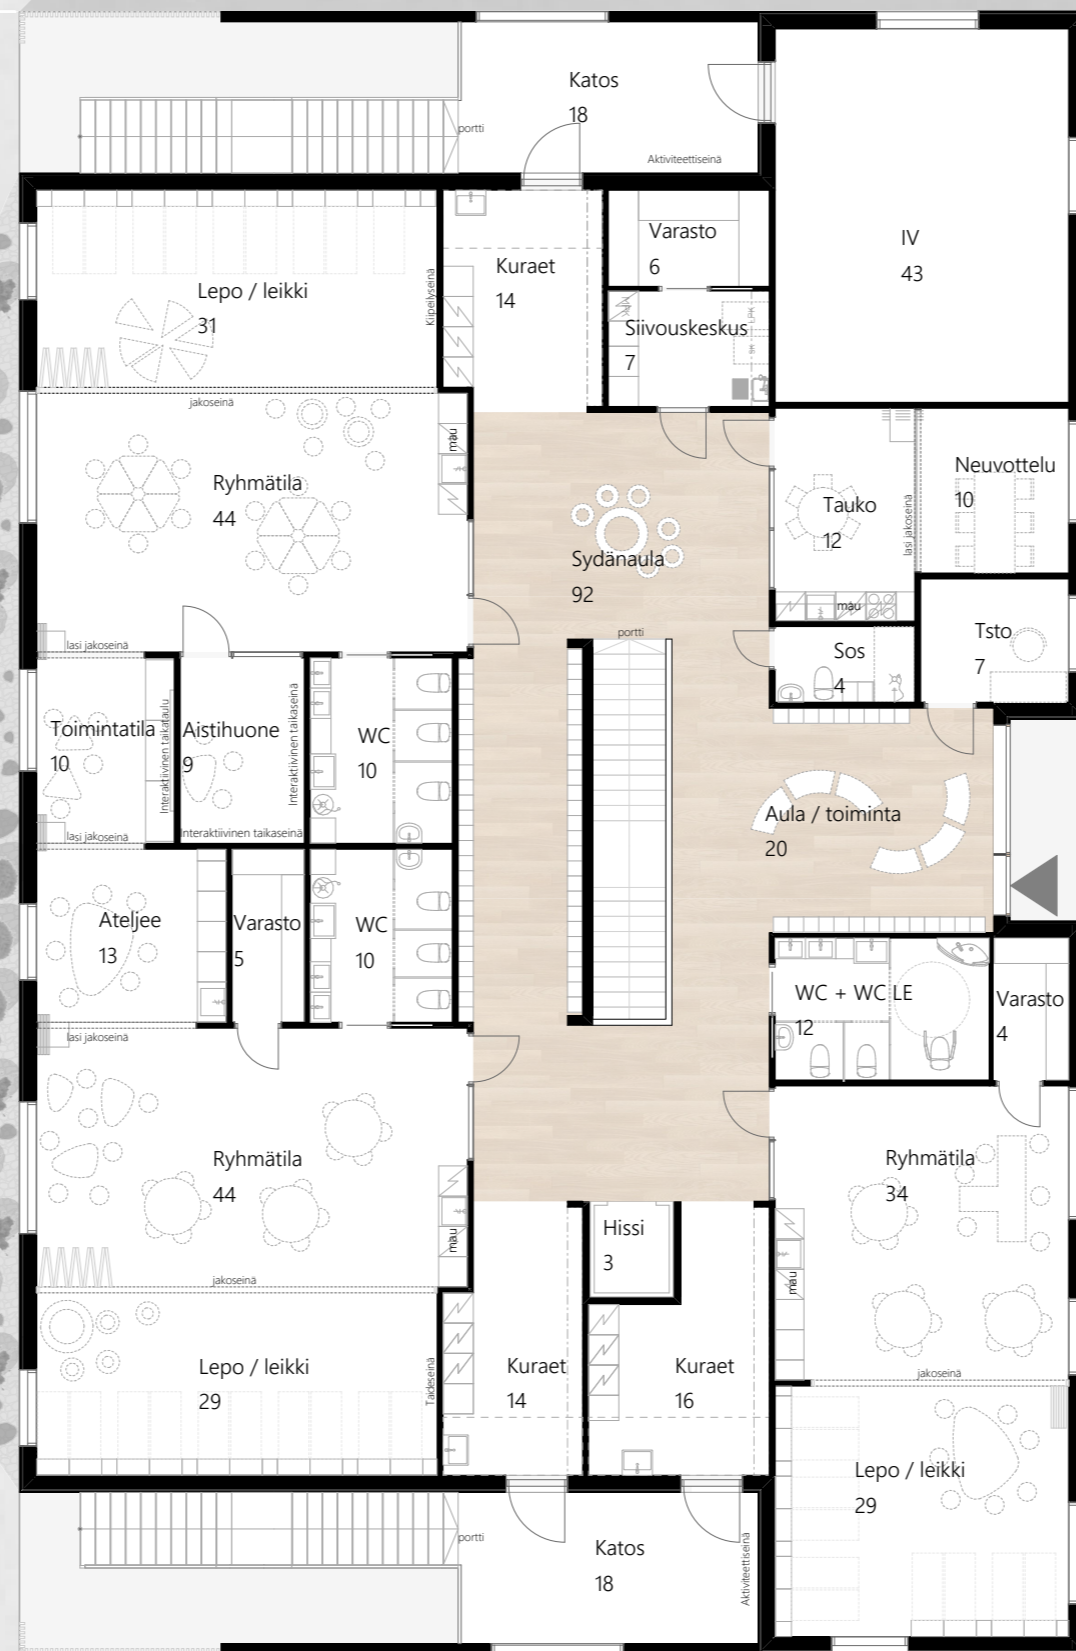 Katos
18
portti
Aktiviteettiseinä
Varasto
6
IV
43
Kuraet
14
Lepo / leikki
31
Kiipeilyseinä
Siivouskeskus
7
jakoseinä
mau
Ryhmätila
44
Neuvottelu
10
Tauko
12
lasi jakoseinä
Sydänaula
92
mau
portti
Tsto
7
lasi jakoseinä
Sos
4
Toimintatila
10
Interaktiivinen taikataulu
Aistihuone
9
Interaktiivinen taikaseinä
WC
10
Interaktiivinen taikaseinä
lasi jakoseinä
Aula / toiminta
20
Ateljee
13
Varasto
5
WC
10
WC + WC LE
12
Varasto
4
lasi jakoseinä
Ryhmätila
44
Ryhmätila
34
mau
Hissi
3
mau
jakoseinä
Lepo / leikki
29
Taideseinä
Kuraet
14
Kuraet
16
jakoseinä
Lepo / leikki
29
portti
Katos
18
Aktiviteettiseinä